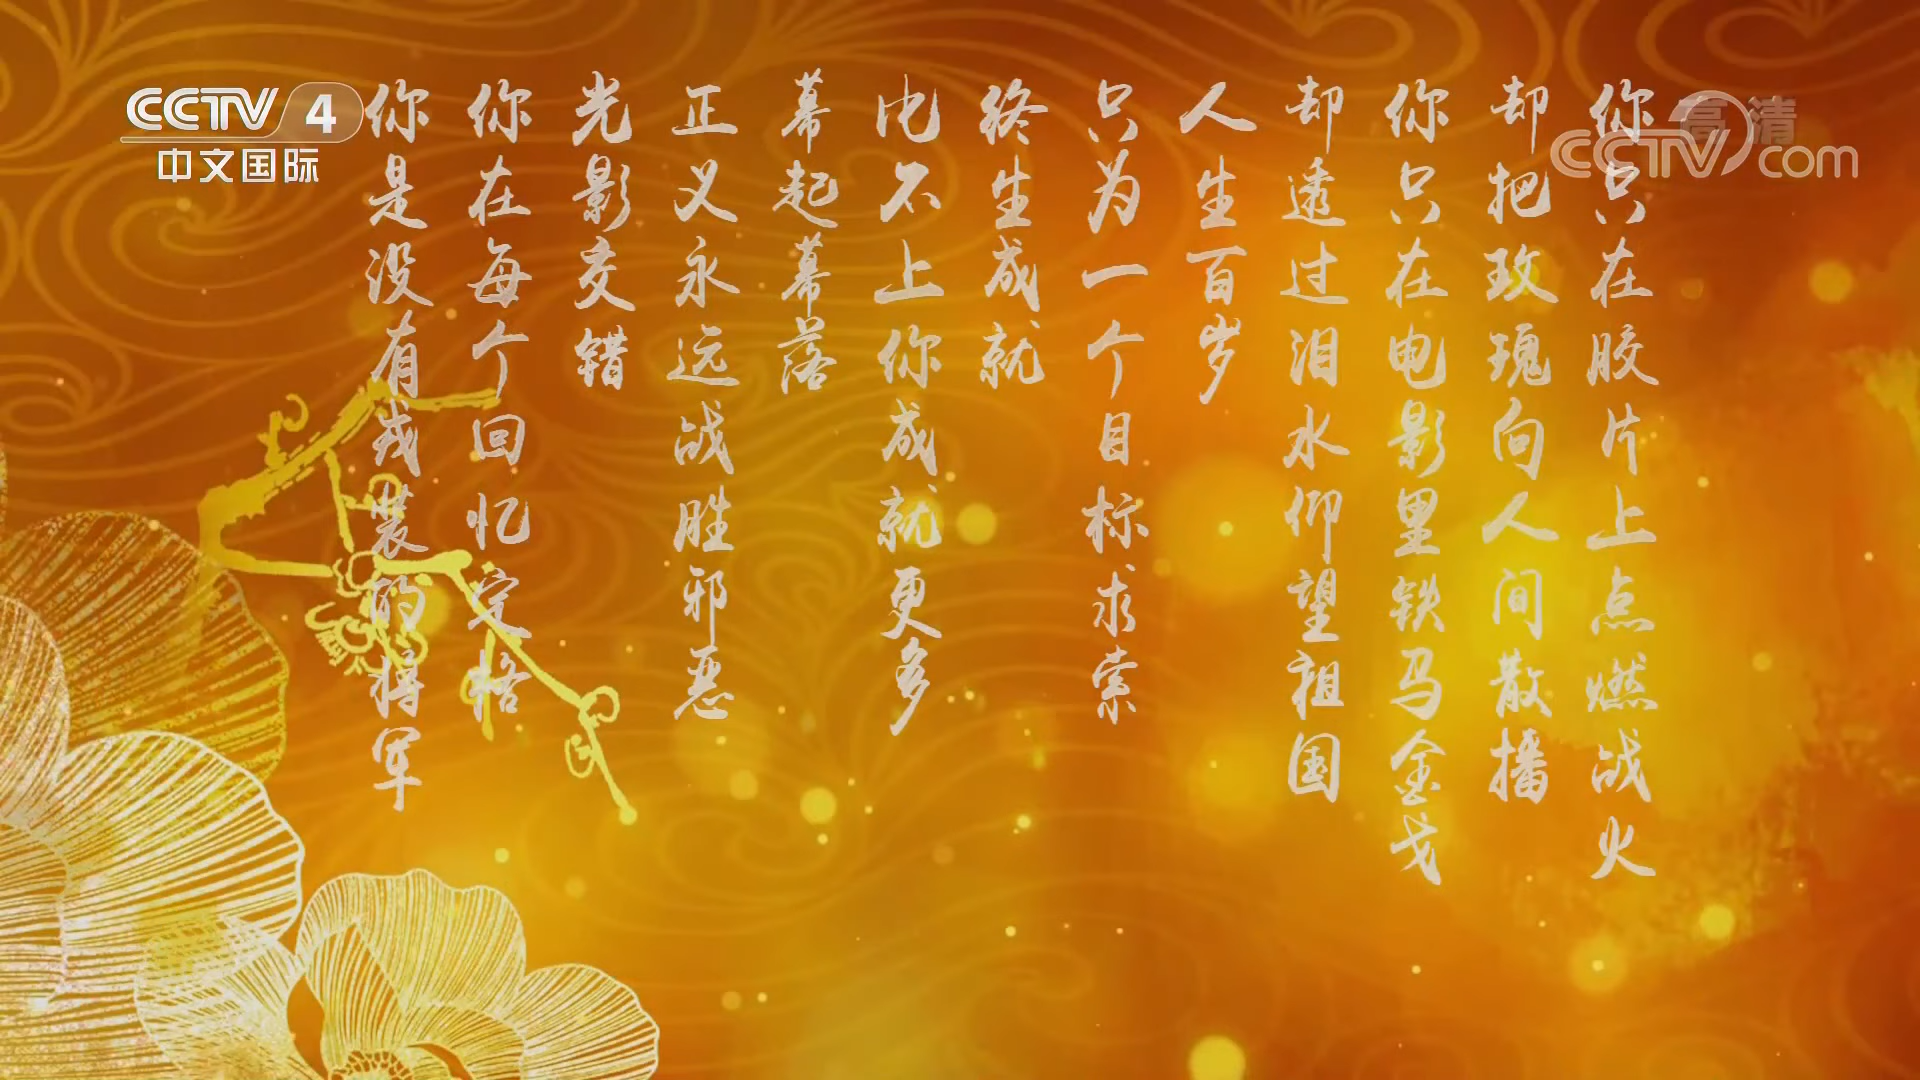 CCTV 4
中文国际
高清
CCTV com
你只在胶片上点燃战火
却把玫瑰向人间散播
你只在电影里铁马金戈
却透过泪水仰望祖国
人生百岁
只为一个目标求索
终生成就
比不上你成就更多
幕起幕落
正义永远战胜邪恶
光影交错
你在每个回忆定格
你是没有戎装的将军